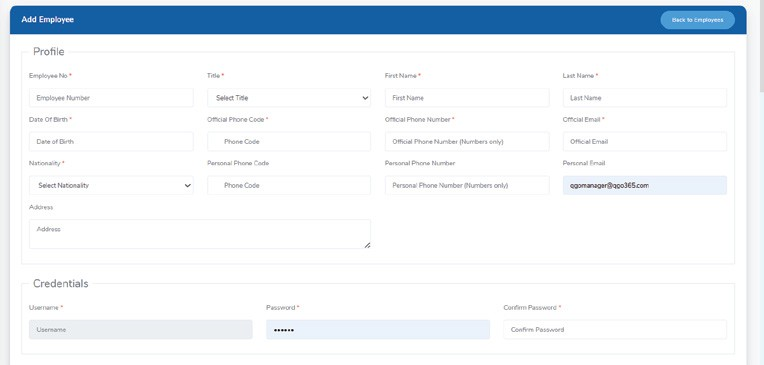 Add Employee
Back to Employees
Profile
Employee No *
Title *
First Name *
Last Name *
Employee Number
Select Title
First Name
Last Name
Date Of Birth *
Official Phone Code *
Official Phone Number *
Official Email *
Date of Birth
Phone Code
Official Phone Number (Numbers only)
Official Email
Nationality *
Personal Phone Code
Personal Phone Number
Personal Email
Select Nationality
Phone Code
Personal Phone Number (Numbers only)
qgomanager@qgo365.com
Address
Address
Credentials
Username *
Password *
Confirm Password *
Username
••••••
Confirm Password